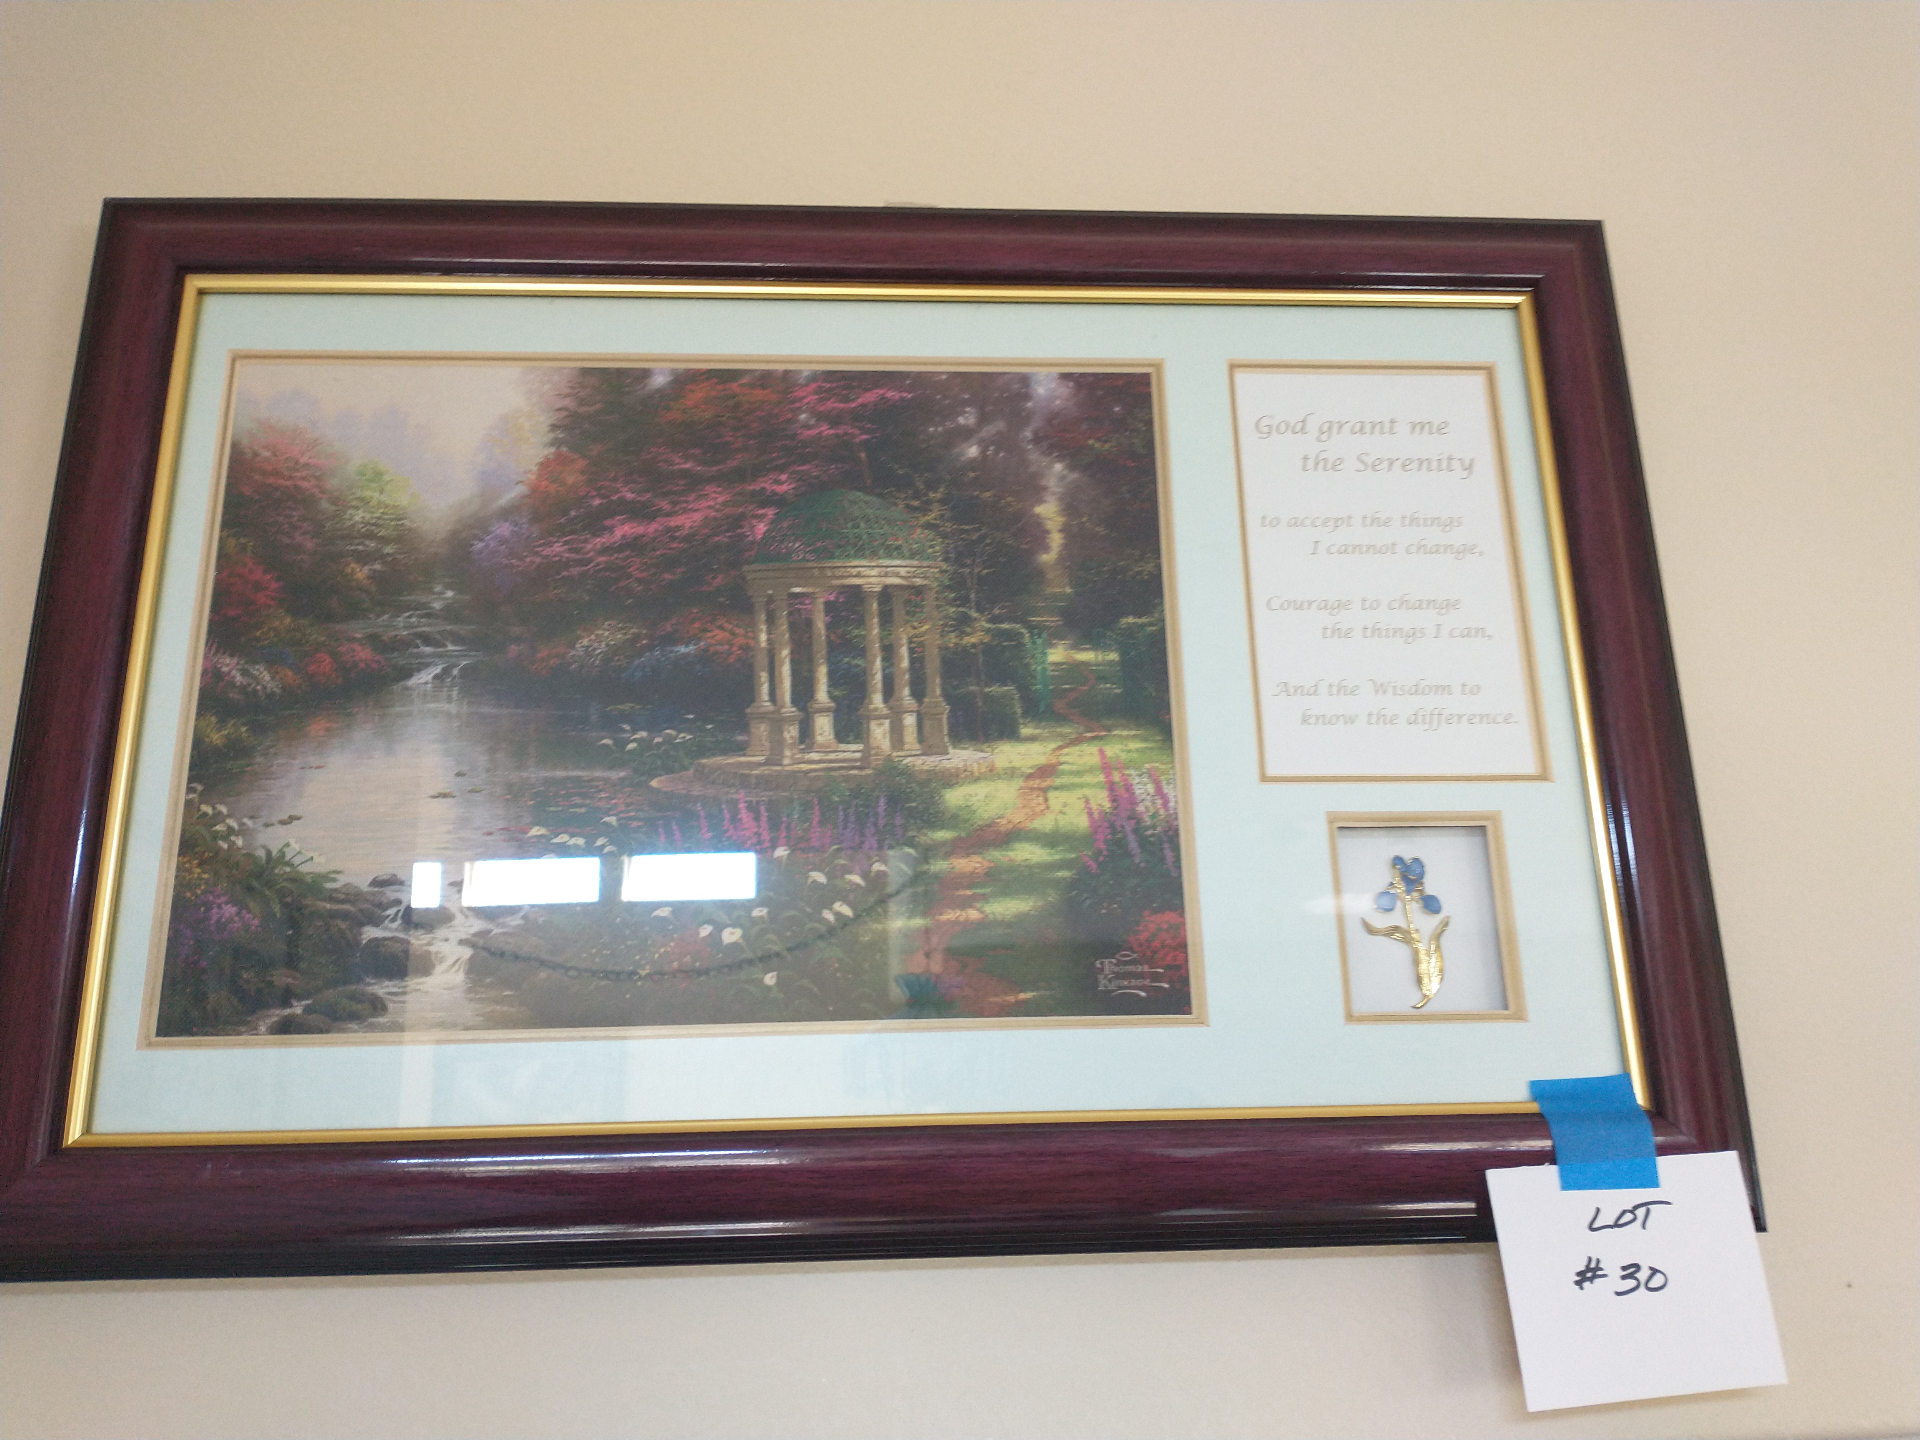 God grant me
the Serenity
to accept the things
I cannot change,
Courage to change
the things I can,
And the Wisdom to
know the difference.
Thomas
Kinkade
LOT
#30